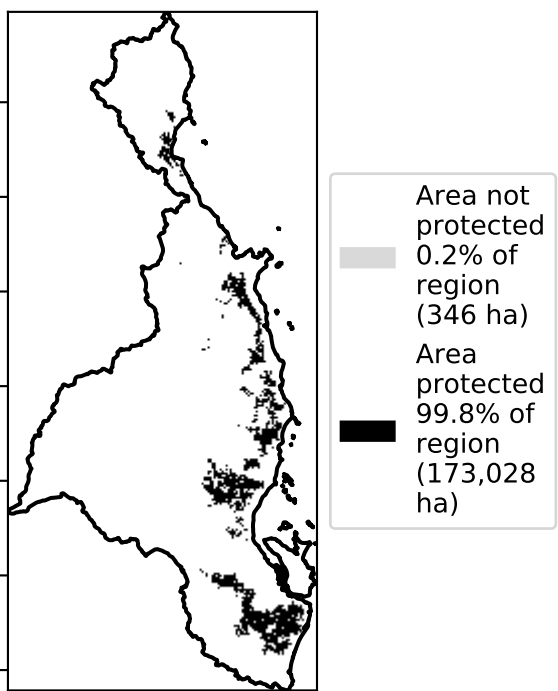 Area not
protected
0.2% of
region
(346 ha)
Area
protected
99.8% of
region
(173,028
ha)